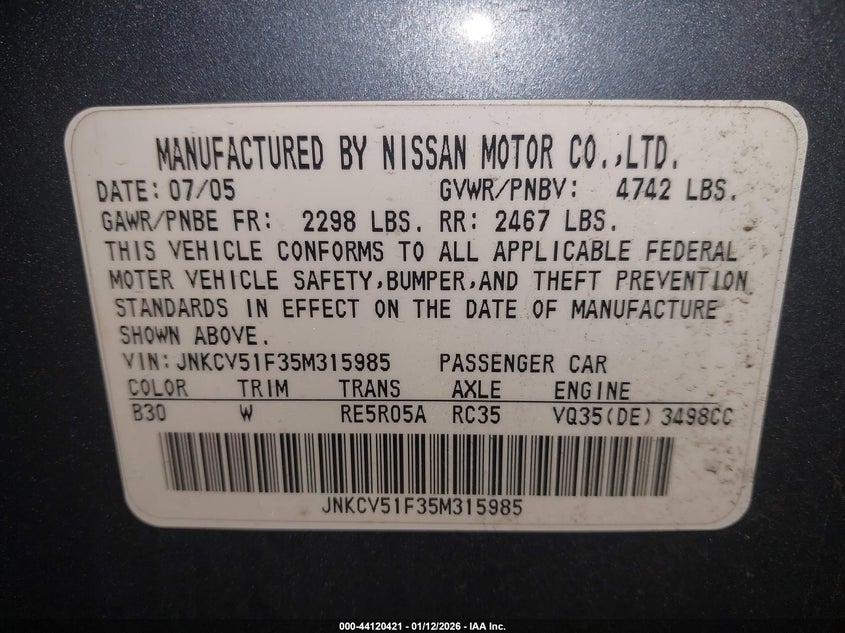 MANUFACTURED BY NISSAN MOTOR CO.,LTD.
DATE: 07/05 GVWR/PNBV: 4742 LBS.
GAWR/PNBE FR: 2298 LBS. RR: 2467 LBS.
THIS VEHICLE CONFORMS TO ALL APPLICABLE FEDERAL
MOTER VEHICLE SAFETY,BUMPER,AND THEFT PREVENTION
STANDARDS IN EFFECT ON THE DATE OF MANUFACTURE
SHOWN ABOVE.
VIN: JNKCV51F35M315985 PASSENGER CAR
COLOR TRIM TRANS AXLE ENGINE
B30 W RE5R05A RC35 VQ35(DE) 3498CC
JNKCV51F35M315985
000-44120421 - 01/12/2026 - IAA Inc.